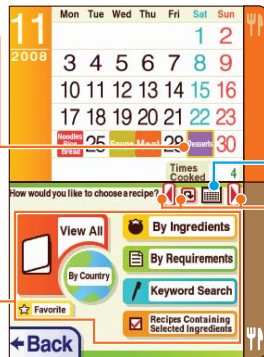 11
2008
Mon Tue Wed Thu Fri Sat Sun
1 2
3 4 5 6 7 8 9
10 11 12 13 14 15 16
17 18 19 20 21 22 23
Noodles
Rice
Bread
25 Soups Meat 28 Desserts 30
Times
Cooked
4
How would you like to choose a recipe?
View All
By Country
Favorite
By Ingredients
By Requirements
Keyword Search
Recipes Containing
Selected Ingredients
Back